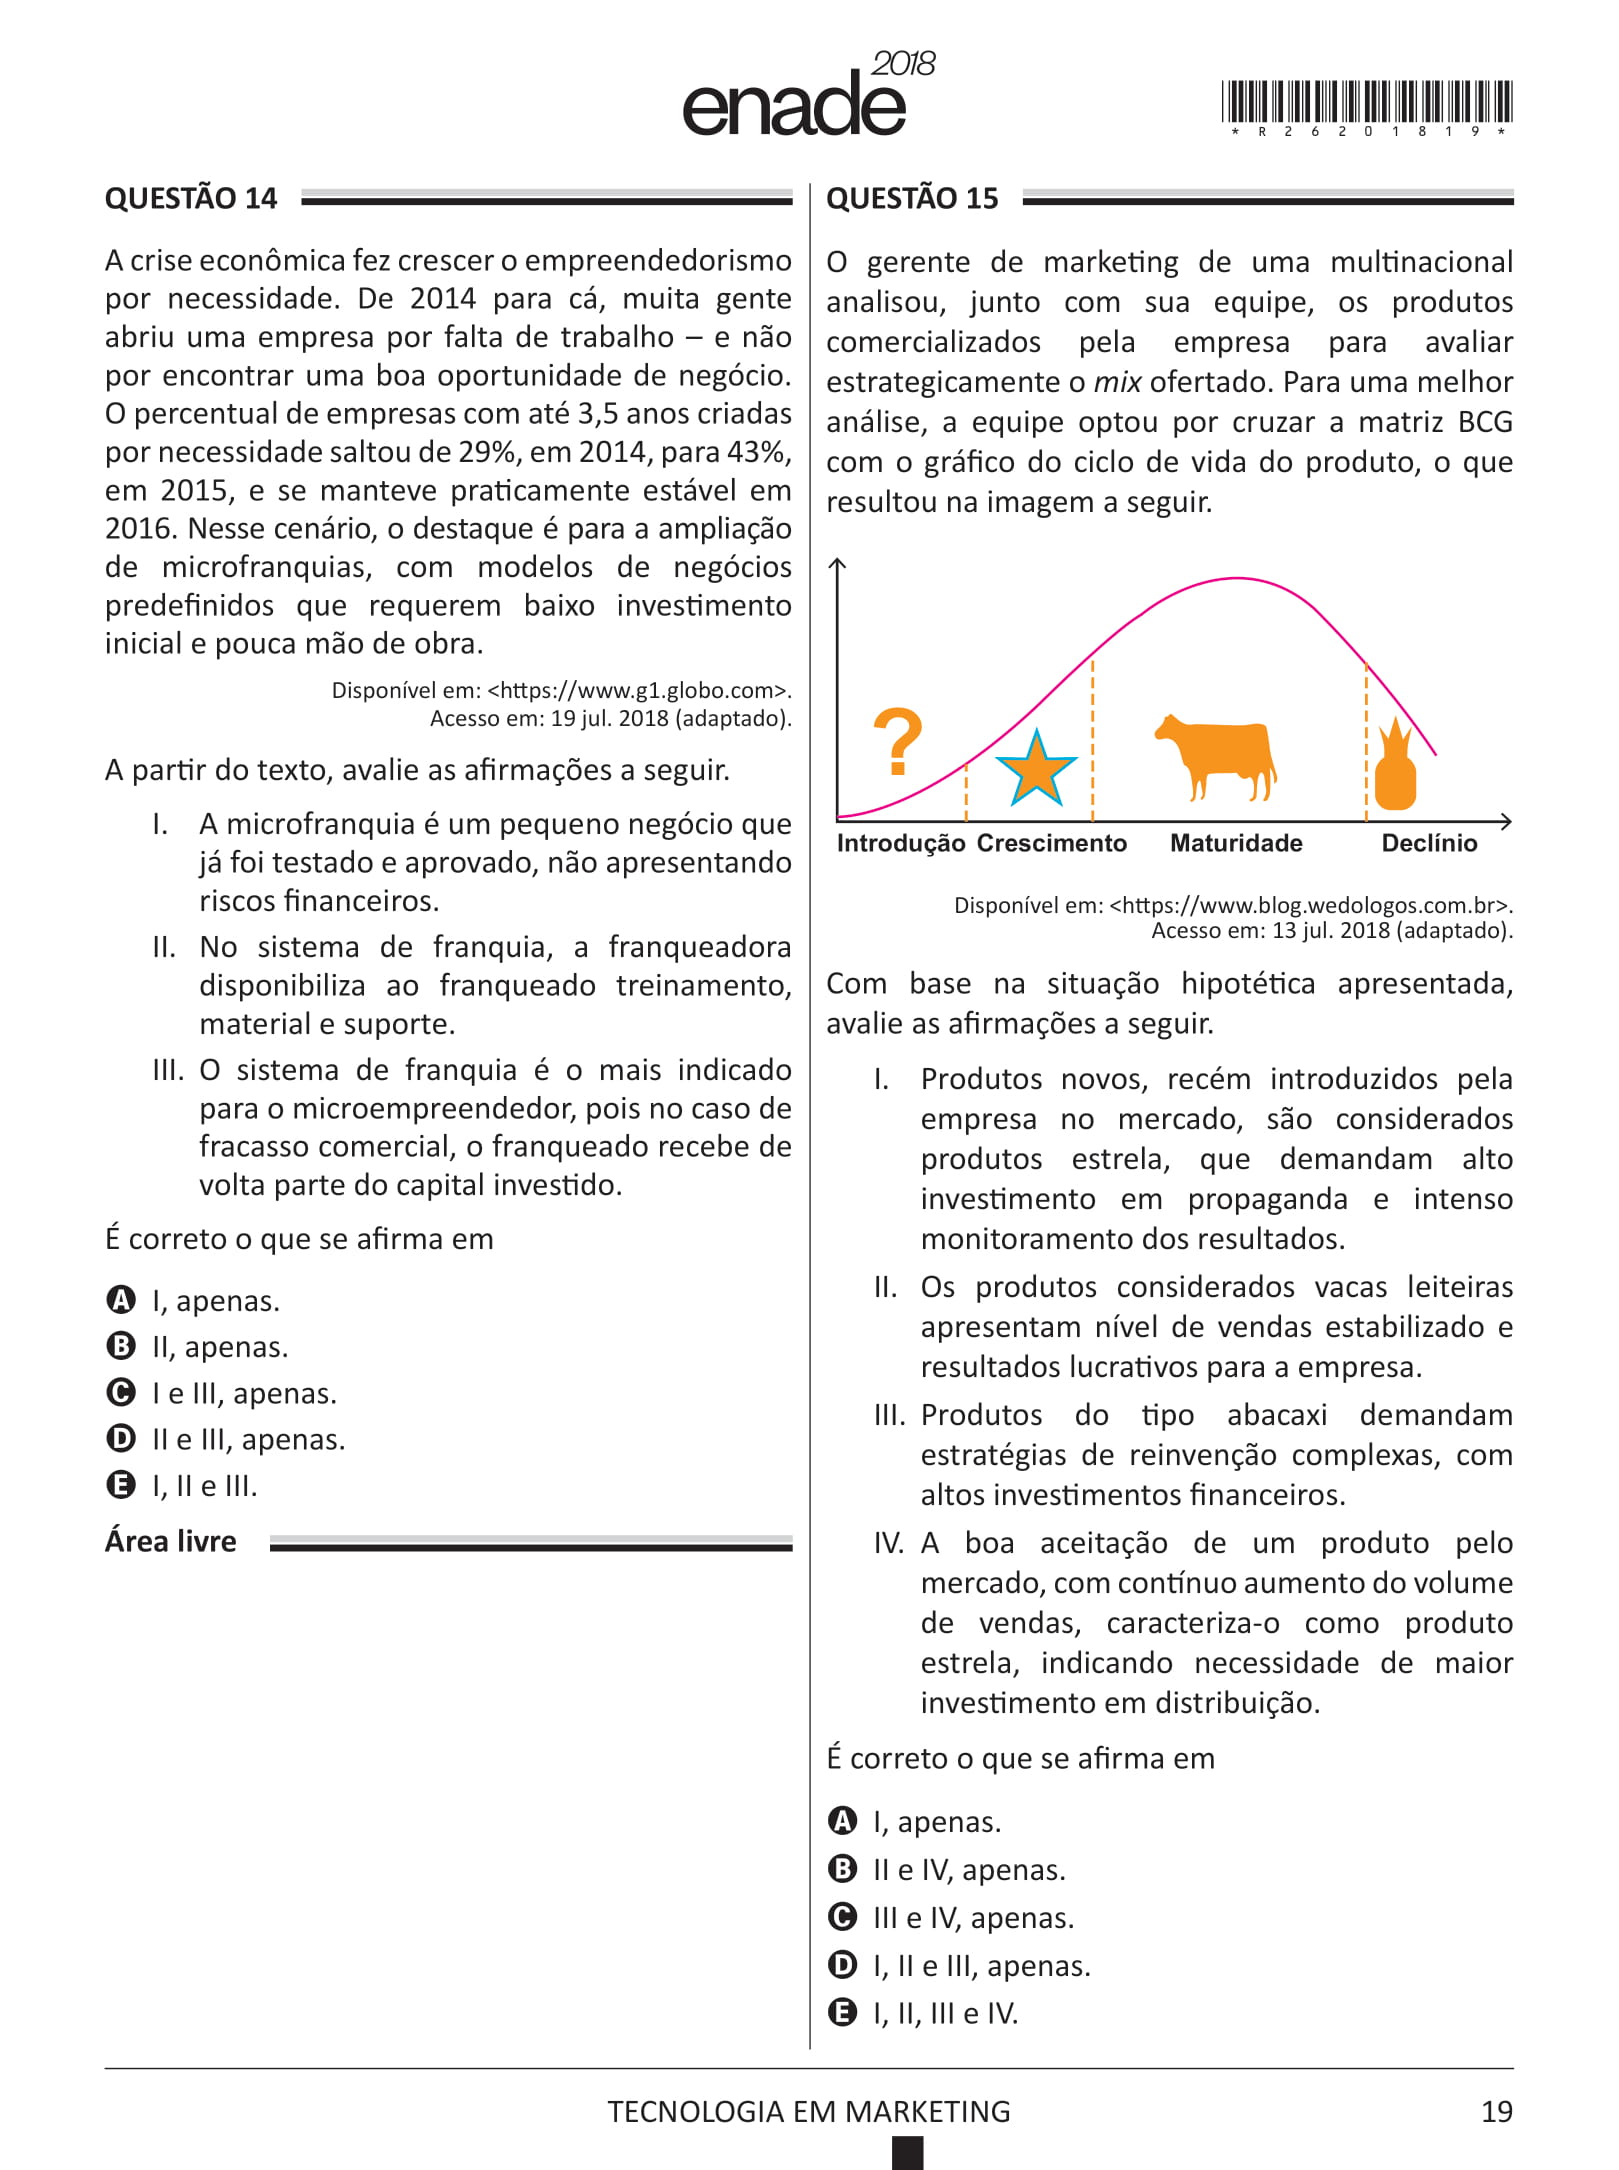 enade 2018
*R26201819*
QUESTÃO 14
A crise econômica fez crescer o empreendedorismo
por necessidade. De 2014 para cá, muita gente
abriu uma empresa por falta de trabalho – e não
por encontrar uma boa oportunidade de negócio.
O percentual de empresas com até 3,5 anos criadas
por necessidade saltou de 29%, em 2014, para 43%,
em 2015, e se manteve praticamente estável em
2016. Nesse cenário, o destaque é para a ampliação
de microfranquias, com modelos de negócios
predefinidos que requerem baixo investimento
inicial e pouca mão de obra.
Disponível em: <https://www.g1.globo.com>.
Acesso em: 19 jul. 2018 (adaptado).
A partir do texto, avalie as afirmações a seguir.
I. A microfranquia é um pequeno negócio que
já foi testado e aprovado, não apresentando
riscos financeiros.
II. No sistema de franquia, a franqueadora
disponibiliza ao franqueado treinamento,
material e suporte.
III. O sistema de franquia é o mais indicado
para o microempreendedor, pois no caso de
fracasso comercial, o franqueado recebe de
volta parte do capital investido.
É correto o que se afirma em
A I, apenas.
B II, apenas.
C I e III, apenas.
D II e III, apenas.
E I, II e III.
Área livre
QUESTÃO 15
O gerente de marketing de uma multinacional
analisou, junto com sua equipe, os produtos
comercializados pela empresa para avaliar
estrategicamente o mix ofertado. Para uma melhor
análise, a equipe optou por cruzar a matriz BCG
com o gráfico do ciclo de vida do produto, o que
resultou na imagem a seguir.
?
Introdução Crescimento Maturidade Declínio
Disponível em: <https://www.blog.wedologos.com.br>.
Acesso em: 13 jul. 2018 (adaptado).
Com base na situação hipotética apresentada,
avalie as afirmações a seguir.
I. Produtos novos, recém introduzidos pela
empresa no mercado, são considerados
produtos estrela, que demandam alto
investimento em propaganda e intenso
monitoramento dos resultados.
II. Os produtos considerados vacas leiteiras
apresentam nível de vendas estabilizado e
resultados lucrativos para a empresa.
III. Produtos do tipo abacaxi demandam
estratégias de reinvenção complexas, com
altos investimentos financeiros.
IV. A boa aceitação de um produto pelo
mercado, com contínuo aumento do volume
de vendas, caracteriza-o como produto
estrela, indicando necessidade de maior
investimento em distribuição.
É correto o que se afirma em
A I, apenas.
B II e IV, apenas.
C III e IV, apenas.
D I, II e III, apenas.
E I, II, III e IV.
TECNOLOGIA EM MARKETING
19